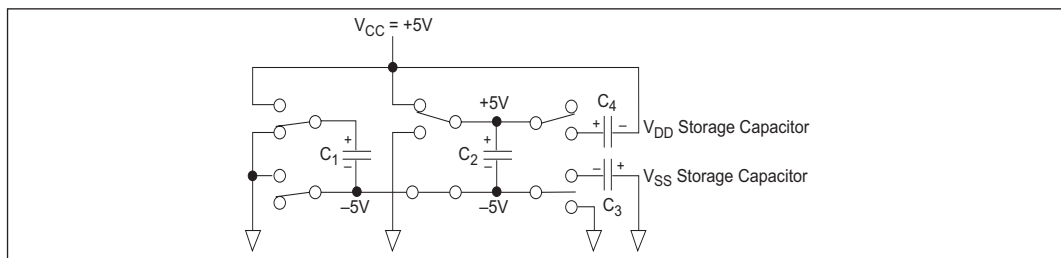 VCC = +5V
+5V
C4
+ –
VDD Storage Capacitor
+
C1
–
+
C2
–
– +
VSS Storage Capacitor
C3
–5V
–5V